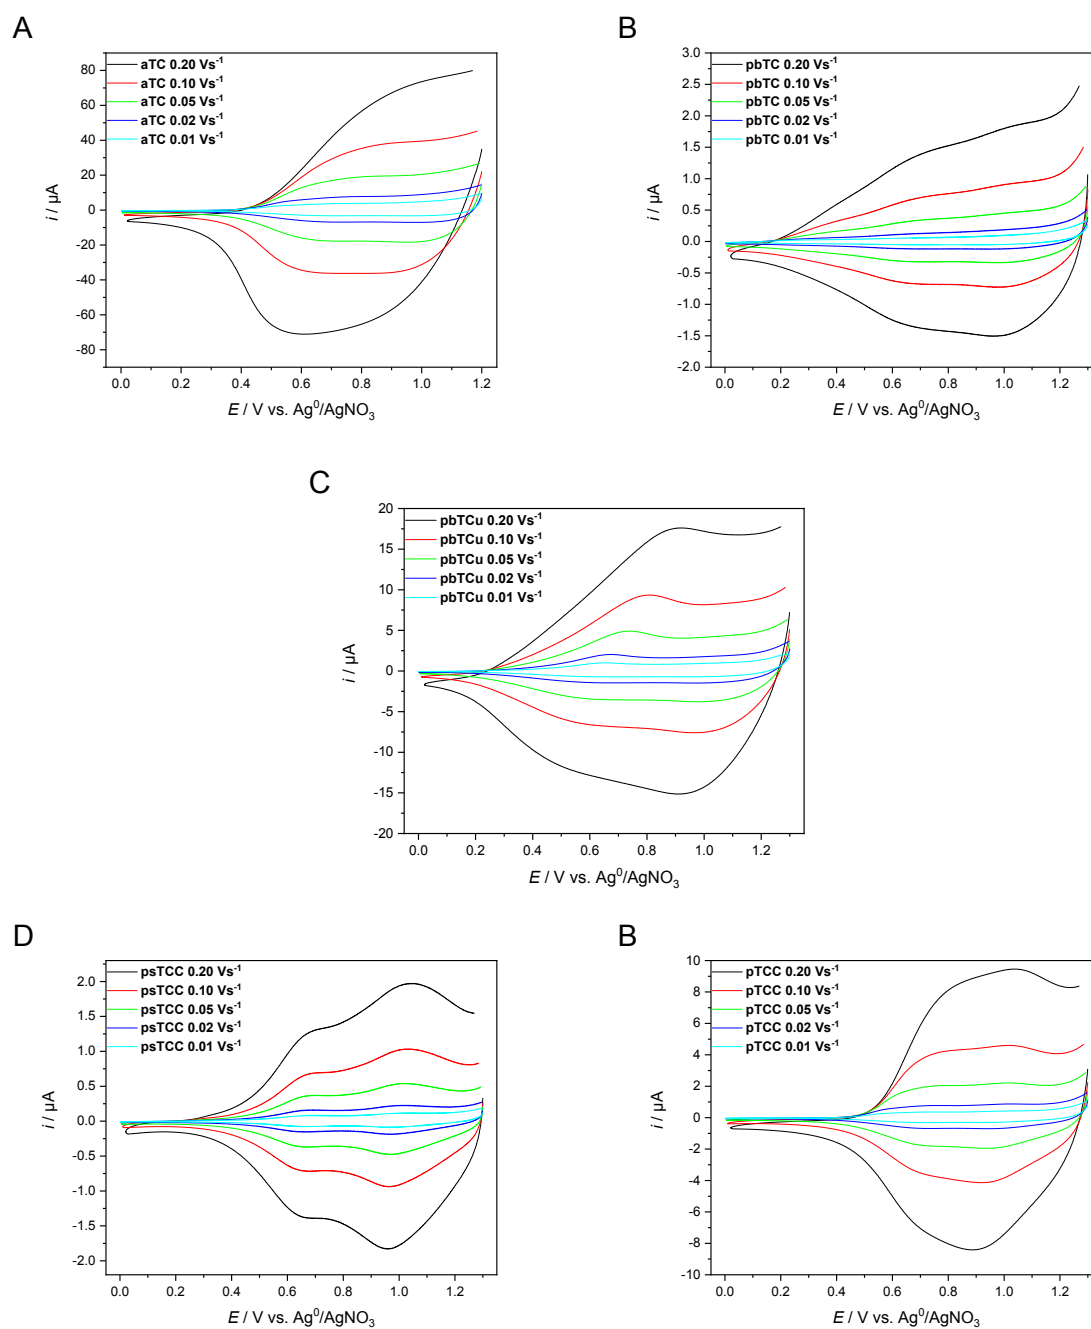 A
aTC 0.20 Vs⁻¹
aTC 0.10 Vs⁻¹
aTC 0.05 Vs⁻¹
aTC 0.02 Vs⁻¹
aTC 0.01 Vs⁻¹
80
60
40
20
0
-20
-40
-60
-80
i / µA
0.0 0.2 0.4 0.6 0.8 1.0 1.2
E / V vs. Ag⁰/AgNO₃
B
pbTC 0.20 Vs⁻¹
pbTC 0.10 Vs⁻¹
pbTC 0.05 Vs⁻¹
pbTC 0.02 Vs⁻¹
pbTC 0.01 Vs⁻¹
3.0
2.5
2.0
1.5
1.0
0.5
0.0
-0.5
-1.0
-1.5
-2.0
i / µA
0.0 0.2 0.4 0.6 0.8 1.0 1.2
E / V vs. Ag⁰/AgNO₃
C
pbTCu 0.20 Vs⁻¹
pbTCu 0.10 Vs⁻¹
pbTCu 0.05 Vs⁻¹
pbTCu 0.02 Vs⁻¹
pbTCu 0.01 Vs⁻¹
20
15
10
5
0
-5
-10
-15
-20
i / µA
0.0 0.2 0.4 0.6 0.8 1.0 1.2
E / V vs. Ag⁰/AgNO₃
D
psTCC 0.20 Vs⁻¹
psTCC 0.10 Vs⁻¹
psTCC 0.05 Vs⁻¹
psTCC 0.02 Vs⁻¹
psTCC 0.01 Vs⁻¹
2.0
1.5
1.0
0.5
0.0
-0.5
-1.0
-1.5
-2.0
i / µA
0.0 0.2 0.4 0.6 0.8 1.0 1.2
E / V vs. Ag⁰/AgNO₃
B
pTCC 0.20 Vs⁻¹
pTCC 0.10 Vs⁻¹
pTCC 0.05 Vs⁻¹
pTCC 0.02 Vs⁻¹
pTCC 0.01 Vs⁻¹
10
8
6
4
2
0
-2
-4
-6
-8
-10
i / µA
0.0 0.2 0.4 0.6 0.8 1.0 1.2
E / V vs. Ag⁰/AgNO₃